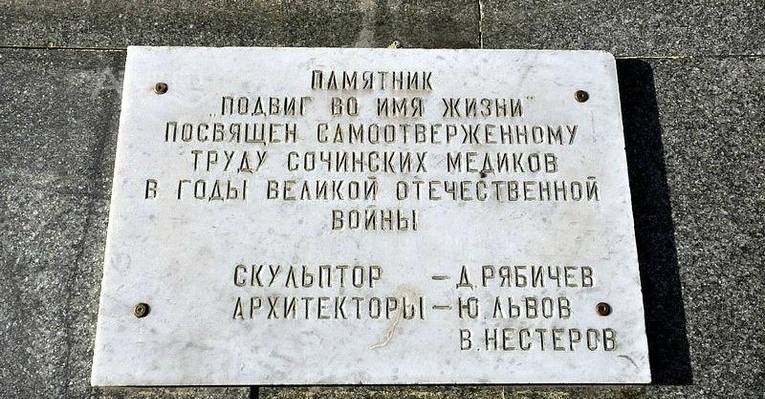 ПАМЯТНИК
„ПОДВИГ ВО ИМЯ ЖИЗНИ"
ПОСВЯЩЕН САМООТВЕРЖЕННОМУ
ТРУДУ СОЧИНСКИХ МЕДИКОВ
В ГОДЫ ВЕЛИКОЙ ОТЕЧЕСТВЕННОЙ
ВОЙНЫ
СКУЛЬПТОР — Д. РЯБИЧЕВ
АРХИТЕКТОРЫ — Ю. ЛЬВОВ
В. НЕСТЕРОВ